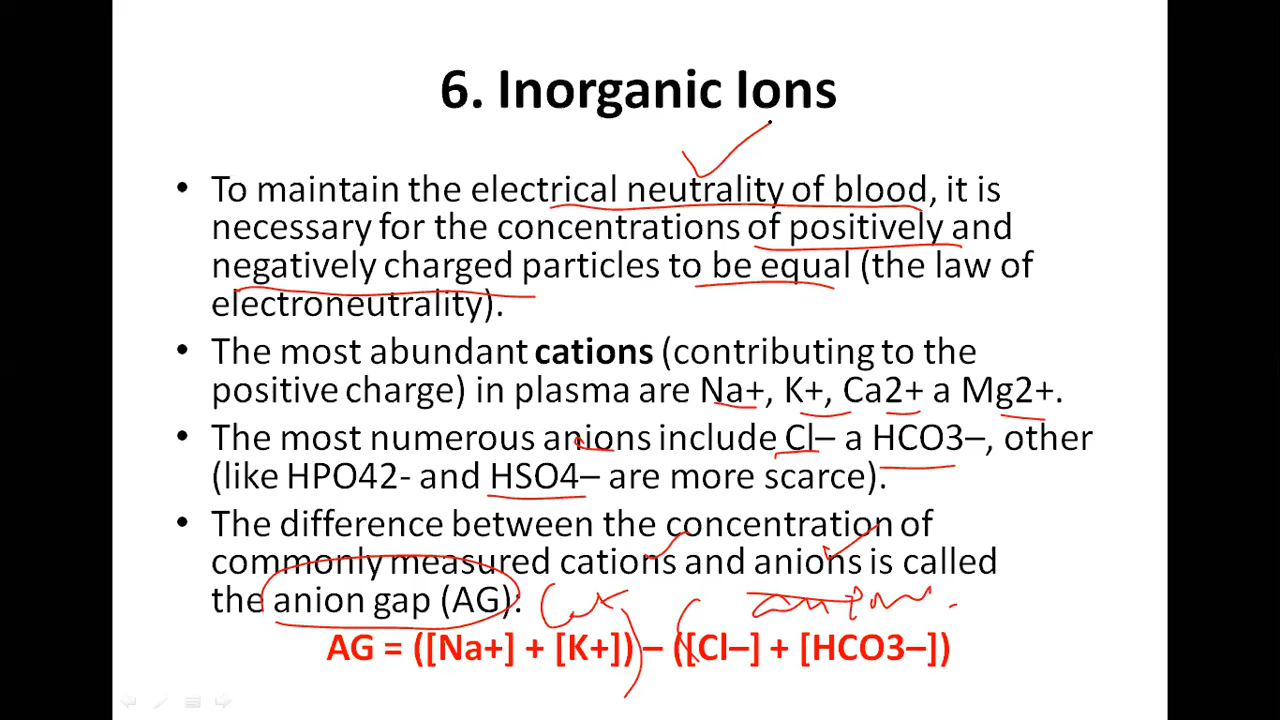 6. Inorganic Ions
• To maintain the electrical neutrality of blood, it is
necessary for the concentrations of positively and
negatively charged particles to be equal (the law of
electroneutrality).
• The most abundant cations (contributing to the
positive charge) in plasma are Na+, K+, Ca2+ a Mg2+.
• The most numerous anions include Cl– a HCO3–, other
(like HPO42- and HSO4– are more scarce).
• The difference between the concentration of
commonly measured cations and anions is called
the anion gap (AG):
AG = ([Na+] + [K+]) – ([Cl–] + [HCO3–])